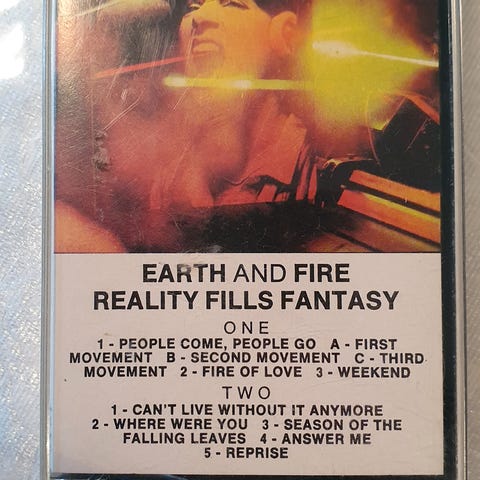 EARTH AND FIRE
REALITY FILLS FANTASY
ONE
1 - PEOPLE COME, PEOPLE GO A - FIRST
MOVEMENT B - SECOND MOVEMENT C - THIRD
MOVEMENT 2 - FIRE OF LOVE 3 - WEEKEND
TWO
1 - CAN'T LIVE WITHOUT IT ANYMORE
2 - WHERE WERE YOU 3 - SEASON OF THE
FALLING LEAVES 4 - ANSWER ME
5 - REPRISE